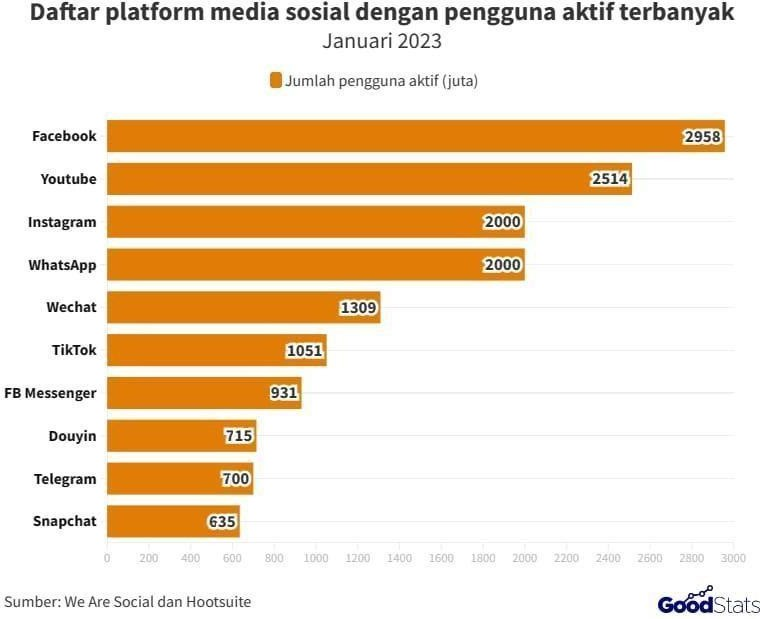 Daftar platform media sosial dengan pengguna aktif terbanyak
Januari 2023
Jumlah pengguna aktif (juta)
Facebook 2958
Youtube 2514
Instagram 2000
WhatsApp 2000
Wechat 1309
TikTok 1051
FB Messenger 931
Douyin 715
Telegram 700
Snapchat 635
0 200 400 600 800 1000 1200 1400 1600 1800 2000 2200 2400 2600 2800 3000
Sumber: We Are Social dan Hootsuite
GoodStats